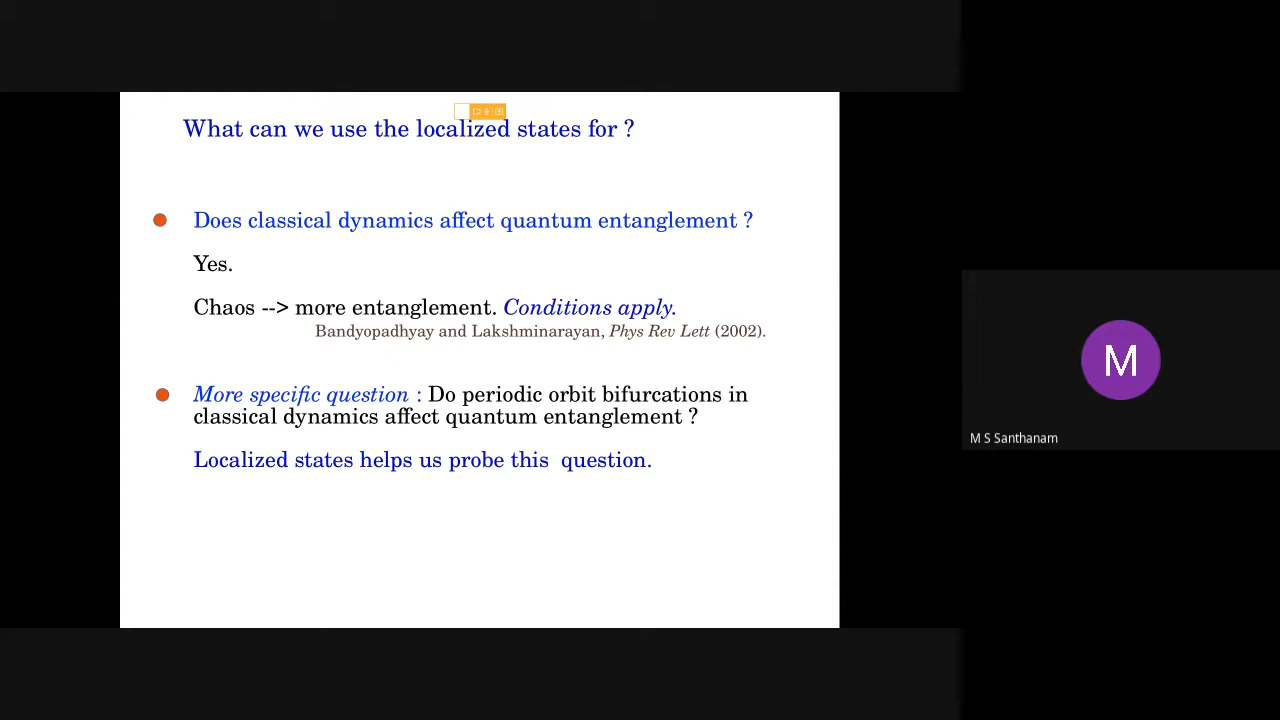 What can we use the localized states for ?
Does classical dynamics affect quantum entanglement ?
Yes.
Chaos --> more entanglement. Conditions apply.
Bandyopadhyay and Lakshminarayan, Phys Rev Lett (2002).
More specific question : Do periodic orbit bifurcations in
classical dynamics affect quantum entanglement ?
Localized states helps us probe this question.
M
M S Santhanam